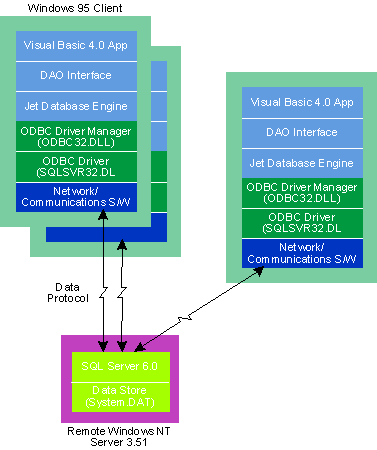 Windows 95 Client
Visual Basic 4.0 App
DAO Interface
Jet Database Engine
ODBC Driver Manager
(ODBC32.DLL)
ODBC Driver
(SQLSVR32.DL
Network/
Communications S/W
Visual Basic 4.0 App
DAO Interface
Jet Database Engine
ODBC Driver Manager
(ODBC32.DLL)
ODBC Driver
(SQLSVR32.DL
Network/
Communications S/W
Data
Protocol
SQL Server 6.0
Data Store
(System.DAT)
Remote Windows NT
Server 3.51